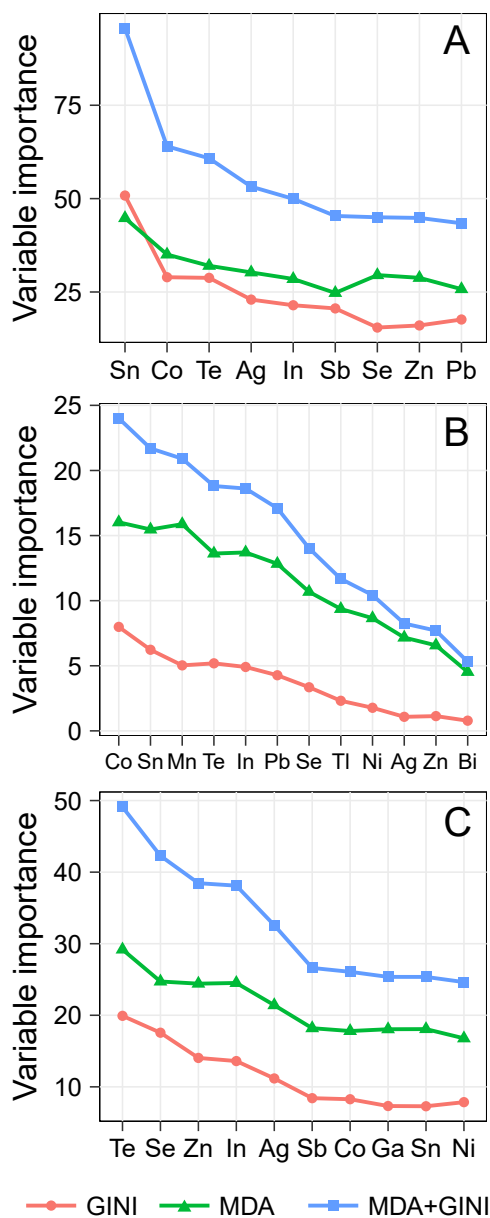 A
Variable importance
75
50
25
Sn Co Te Ag In Sb Se Zn Pb
B
Variable importance
25
20
15
10
5
0
Co Sn Mn Te In Pb Se Tl Ni Ag Zn Bi
C
Variable importance
50
40
30
20
10
Te Se Zn In Ag Sb Co Ga Sn Ni
GINI MDA MDA+GINI